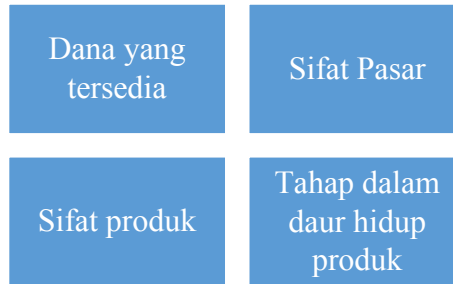 Dana yang
tersedia
Sifat Pasar
Sifat produk
Tahap dalam
daur hidup
produk